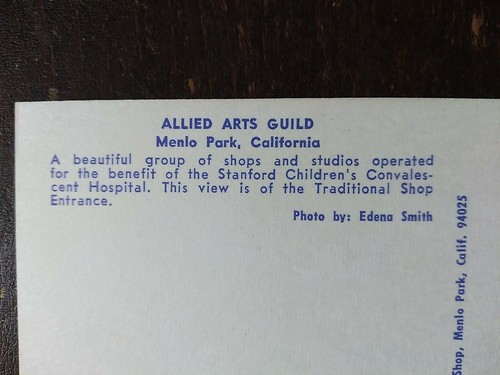 ALLIED ARTS GUILD
Menlo Park, California
A beautiful group of shops and studios operated
for the benefit of the Stanford Children's Convales-
cent Hospital. This view is of the Traditional Shop
Entrance.
Photo by: Edena Smith
Shop, Menlo Park, Calif. 94025